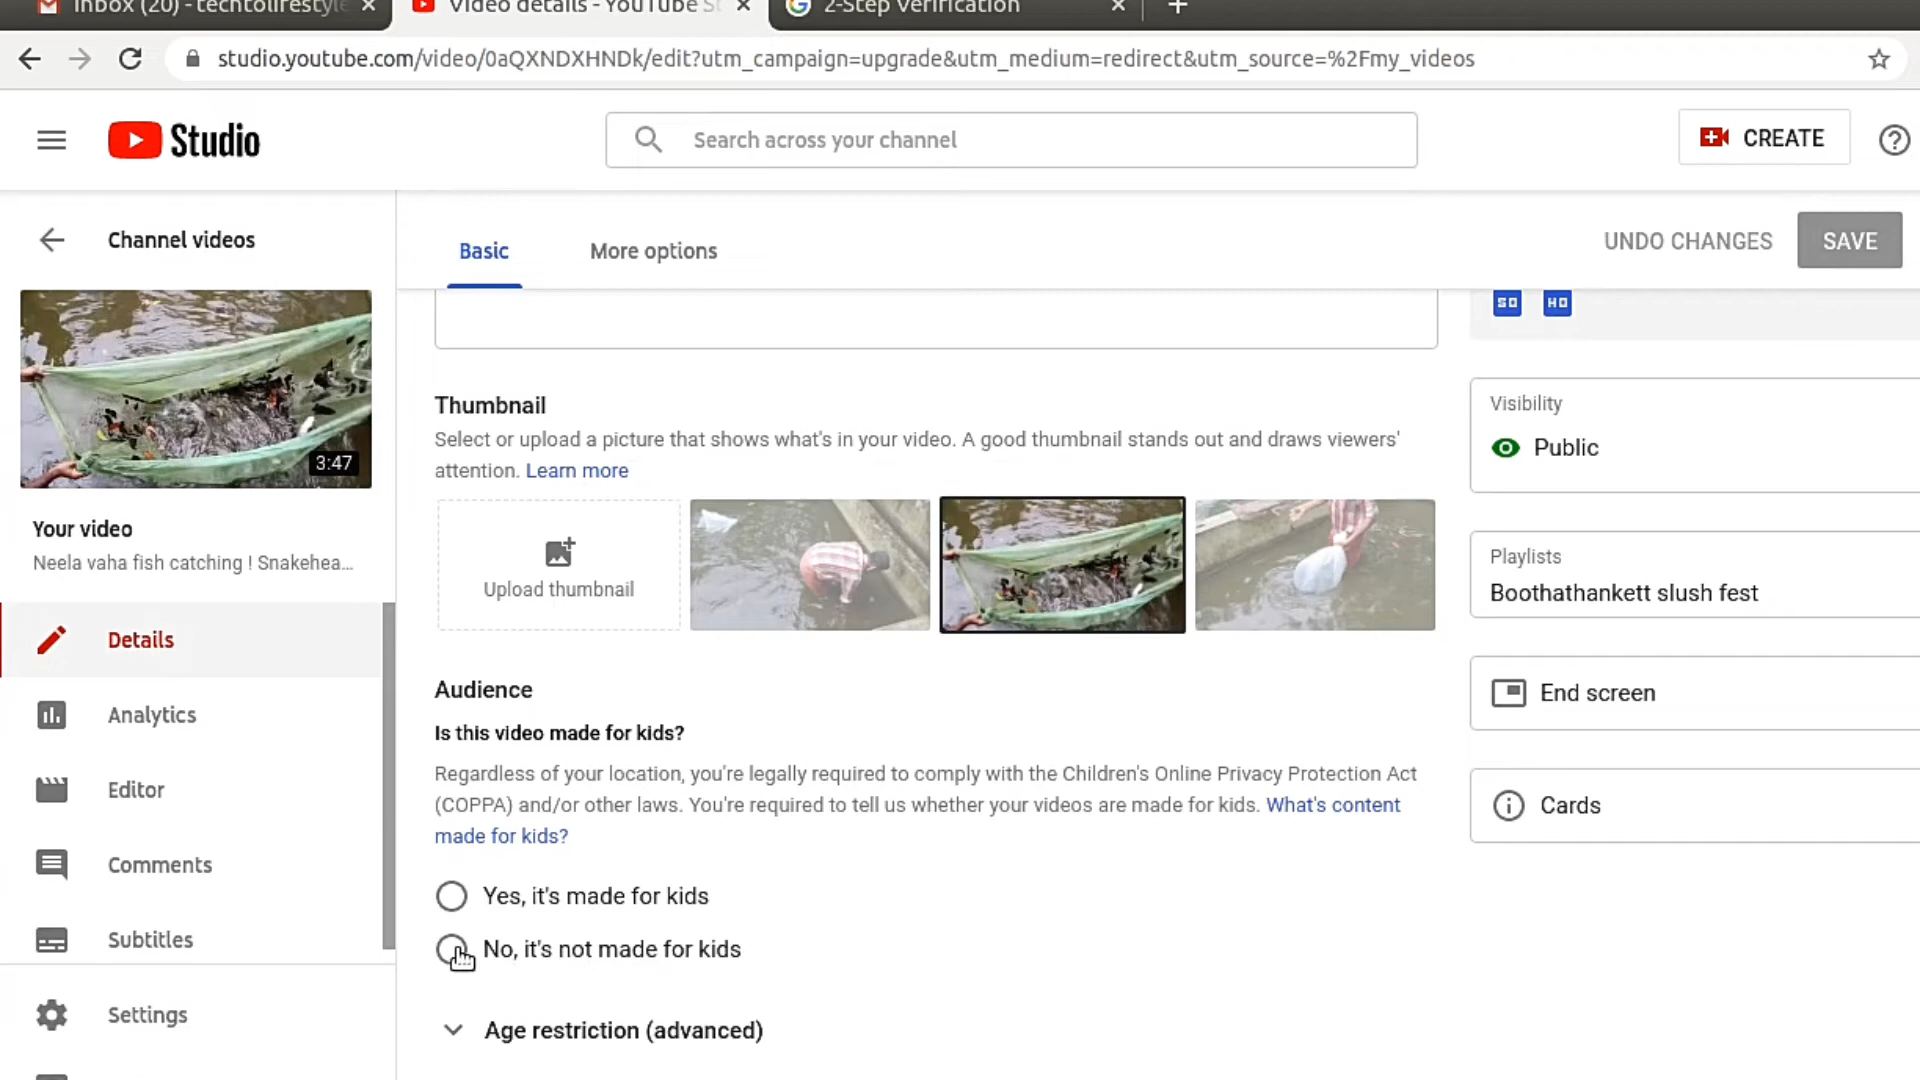 Inbox (20) - techtolifestyle
Video details - YouTube St
2-Step Verification
studio.youtube.com/video/0aQXNDXHNDk/edit?utm_campaign=upgrade&utm_medium=redirect&utm_source=%2Fmy_videos
Studio
Search across your channel
CREATE
Channel videos
Basic
More options
UNDO CHANGES
SAVE
SD HD
3:47
Your video
Neela vaha fish catching ! Snakehea...
Details
Analytics
Editor
Comments
Subtitles
Settings
Thumbnail
Select or upload a picture that shows what's in your video. A good thumbnail stands out and draws viewers'
attention. Learn more
Upload thumbnail
Audience
Is this video made for kids?
Regardless of your location, you're legally required to comply with the Children's Online Privacy Protection Act
(COPPA) and/or other laws. You're required to tell us whether your videos are made for kids. What's content
made for kids?
Yes, it's made for kids
No, it's not made for kids
Age restriction (advanced)
Visibility
Public
Playlists
Boothathankett slush fest
End screen
Cards